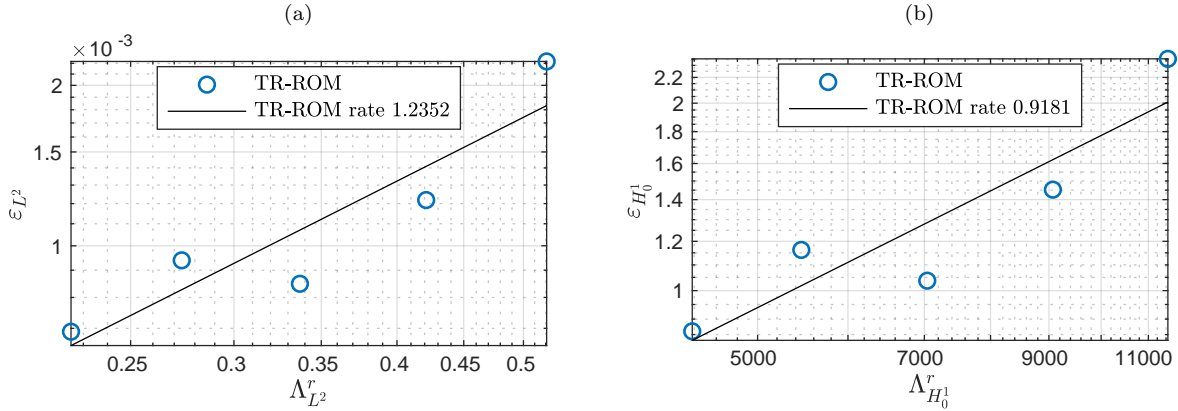 (a)
× 10⁻³
2
1.5
1
ε_{L²}
TR-ROM
TR-ROM rate 1.2352
0.25 0.3 0.35 0.4 0.45 0.5
Λ^r_{L²}
(b)
2.2
2
1.8
1.6
1.4
1.2
1
ε_{H^1_0}
TR-ROM
TR-ROM rate 0.9181
5000 7000 9000 11000
Λ^r_{H^1_0}